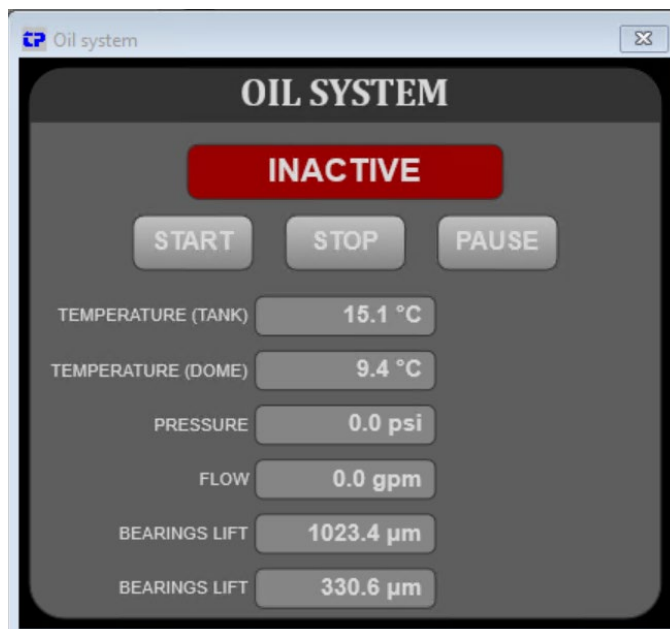 tP Oil system
OIL SYSTEM
INACTIVE
START STOP PAUSE
TEMPERATURE (TANK) 15.1 °C
TEMPERATURE (DOME) 9.4 °C
PRESSURE 0.0 psi
FLOW 0.0 gpm
BEARINGS LIFT 1023.4 µm
BEARINGS LIFT 330.6 µm